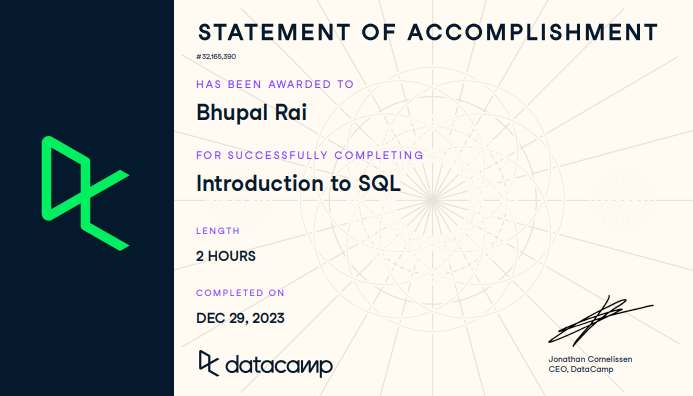 STATEMENT OF ACCOMPLISHMENT
#32,165,390
HAS BEEN AWARDED TO
Bhupal Rai
FOR SUCCESSFULLY COMPLETING
Introduction to SQL
LENGTH
2 HOURS
COMPLETED ON
DEC 29, 2023
datacamp
Jonathan Cornelissen
CEO, DataCamp